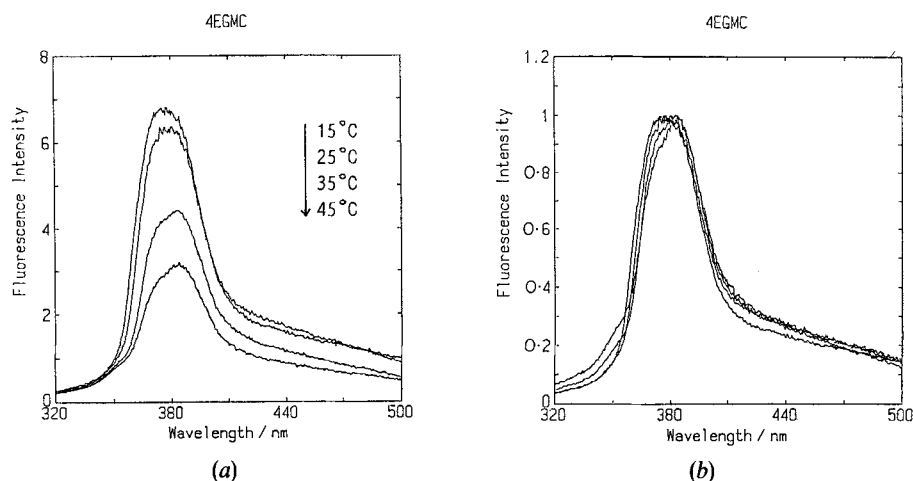 4EGMC
8
6
4
2
0
Fluorescence Intensity
15°C
25°C
35°C
45°C
320
380
440
500
Wavelength / nm
(a)
4EGMC
1.2
1
0·8
0·6
0·4
0·2
0
Fluorescence Intensity
320
380
440
500
Wavelength / nm
(b)